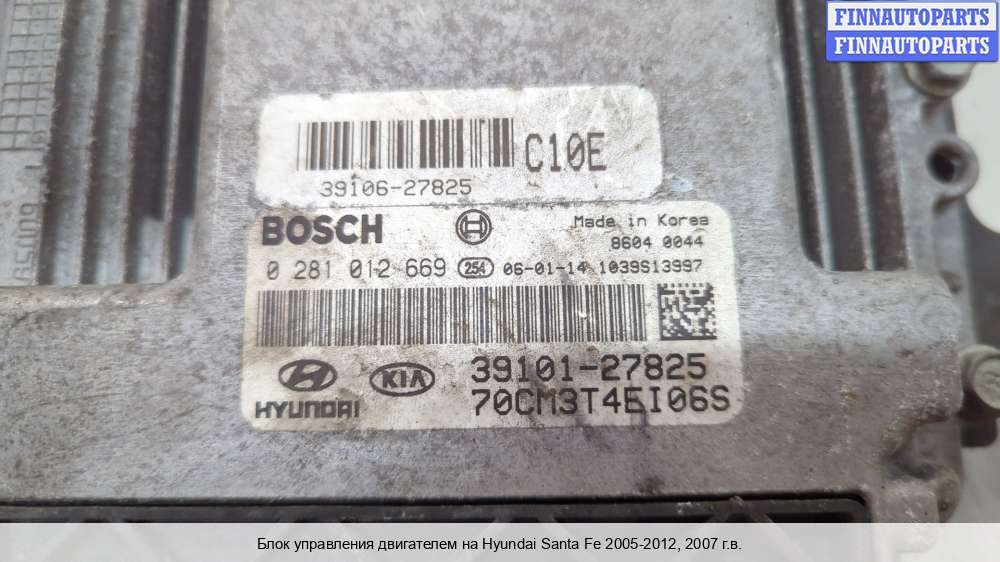 FINNAUTOPARTS
FINNAUTOPARTS
C10E
39106-27825
BOSCH
Made in Korea
8604 0044
0 281 012 669 254 06-01-14 1039S13997
HYUNDAI KIA 39101-27825
70CM3T4EI06S
Блок управления двигателем на Hyundai Santa Fe 2005-2012, 2007 г.в.